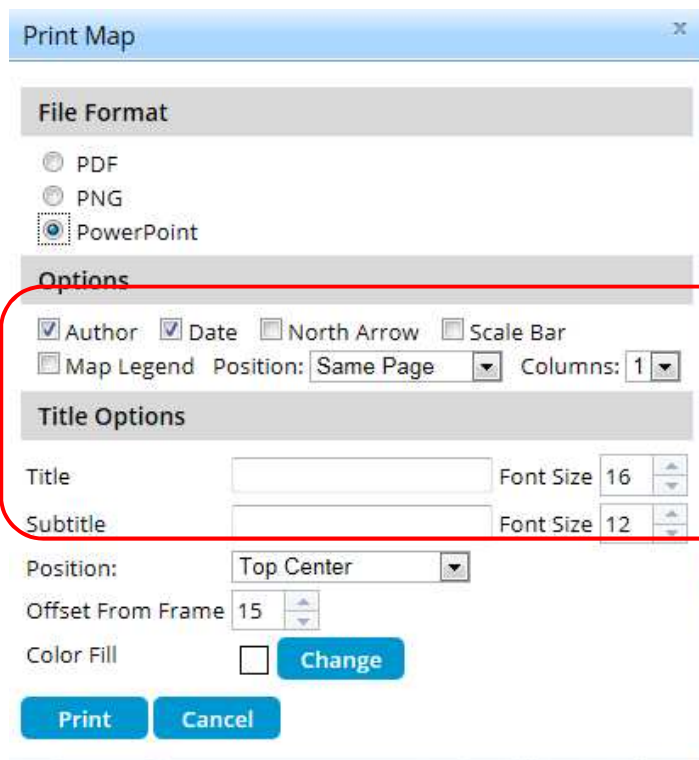 Print Map x
File Format
PDF
PNG
PowerPoint
Options
Author Date North Arrow Scale Bar
Map Legend Position: Same Page Columns: 1
Title Options
Title Font Size 16
Subtitle Font Size 12
Position: Top Center
Offset From Frame 15
Color Fill Change
Print Cancel